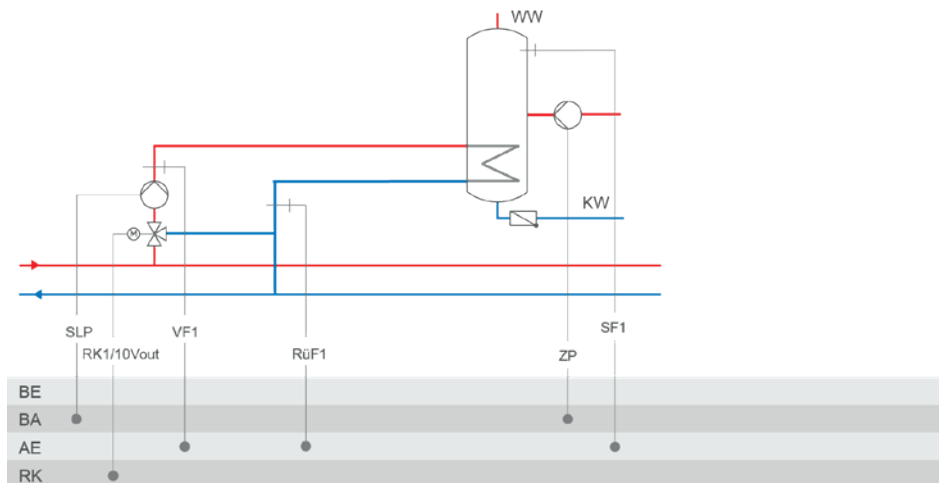 WW
KW
M
SLP
VF1
SF1
RK1/10Vout
RüF1
ZP
BE
BA
AE
RK